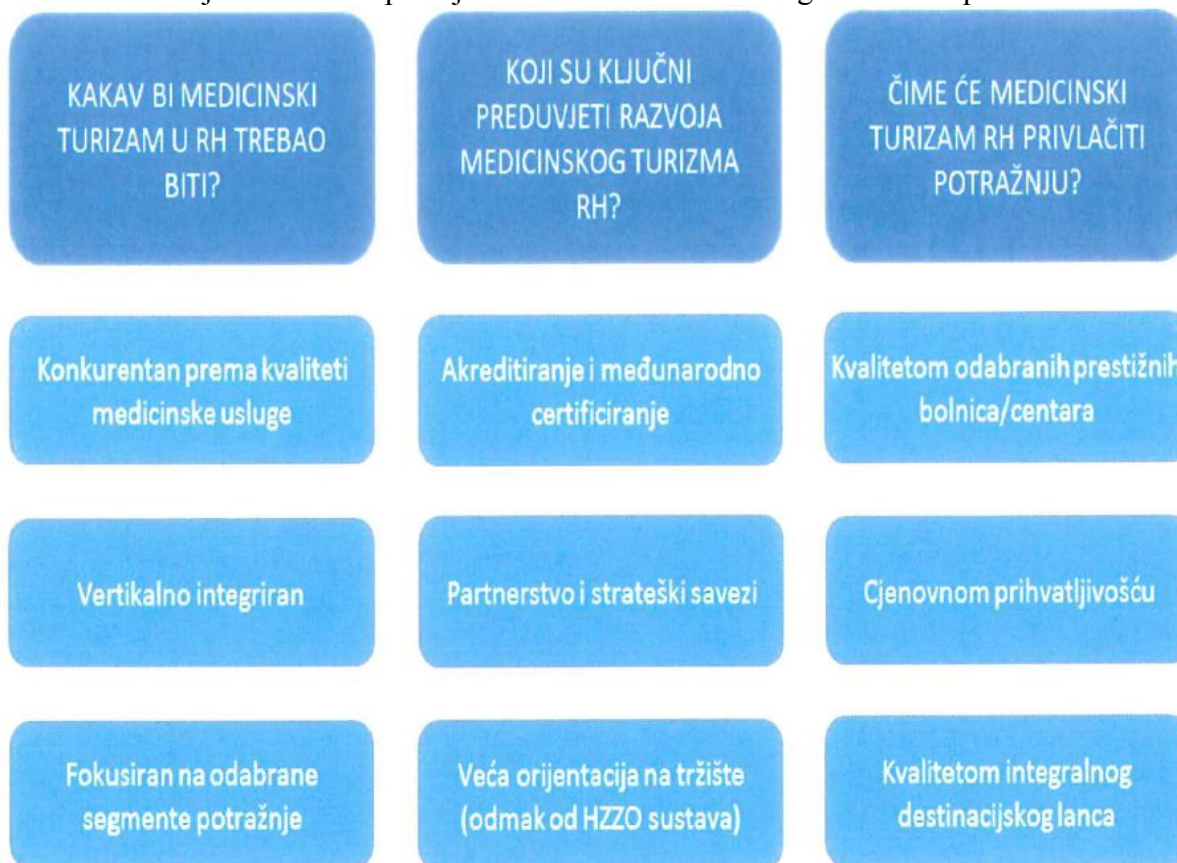 KAKAV BI MEDICINSKI
TURIZAM U RH TREBAO
BITI?
KOJI SU KLJUČNI
PREDUVJETI RAZVOJA
MEDICINSKOG TURIZMA
RH?
ČIME ĆE MEDICINSKI
TURIZAM RH PRIVLAČITI
POTRAŽNJU?
Konkurentan prema kvaliteti
medicinske usluge
Akreditiranje i međunarodno
certificiranje
Kvalitetom odabranih prestižnih
bolnica/centara
Vertikalno integriran
Partnerstvo i strateški savezi
Cjenovnom prihvatljivošću
Fokusiran na odabrane
segmente potražnje
Veća orijentacija na tržište
(odmak od HZZO sustava)
Kvalitetom integralnog
destinacijskog lanca